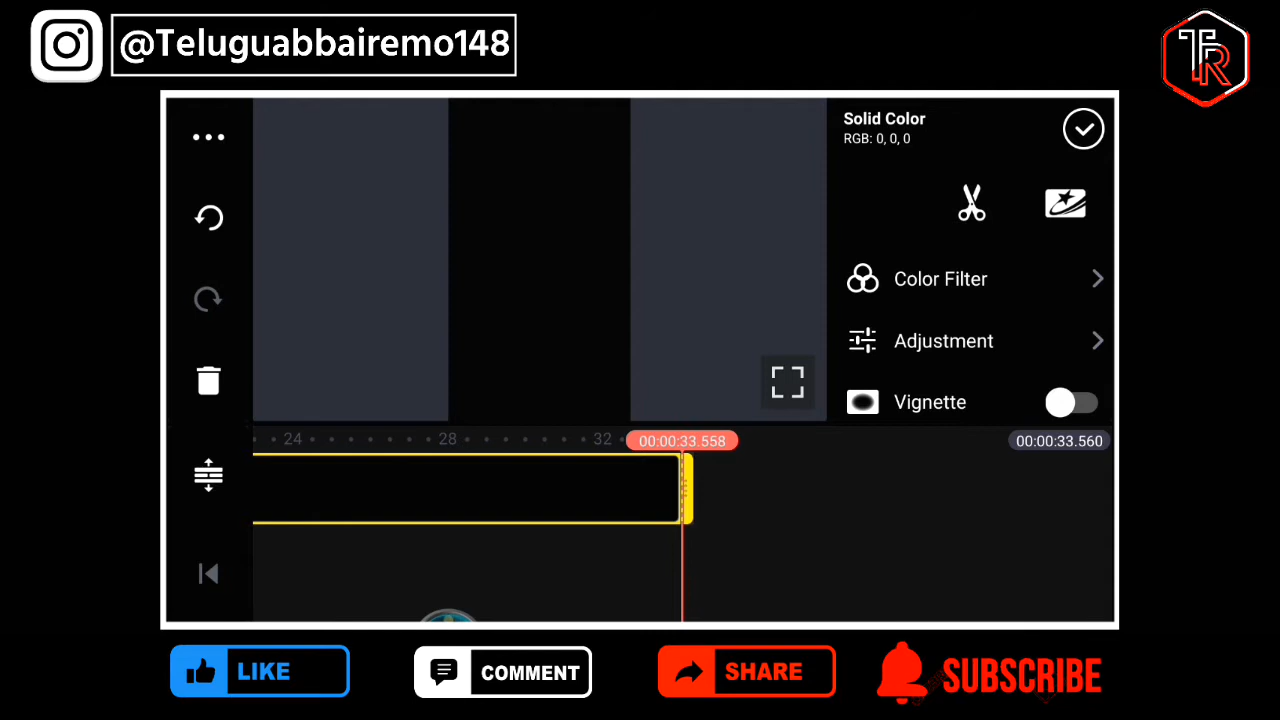 @Teluguabbairemo148
TR
Solid Color
RGB: 0, 0, 0
Color Filter
Adjustment
Vignette
24 28 32 00:00:33.558 00:00:33.560
LIKE COMMENT SHARE SUBSCRIBE